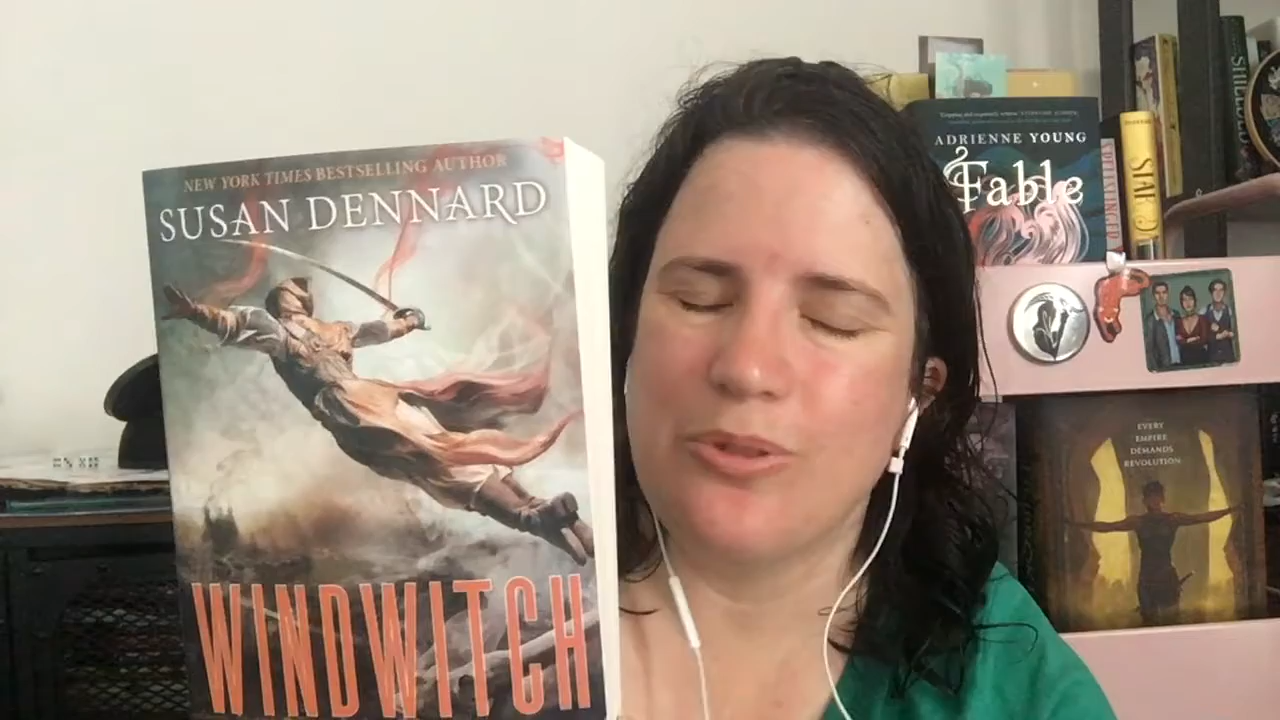 NEW YORK TIMES BESTSELLING AUTHOR
SUSAN DENNARD
WINDWITCH
ADRIENNE YOUNG
Fable
EVERY
EMPIRE
DEMANDS
REVOLUTION